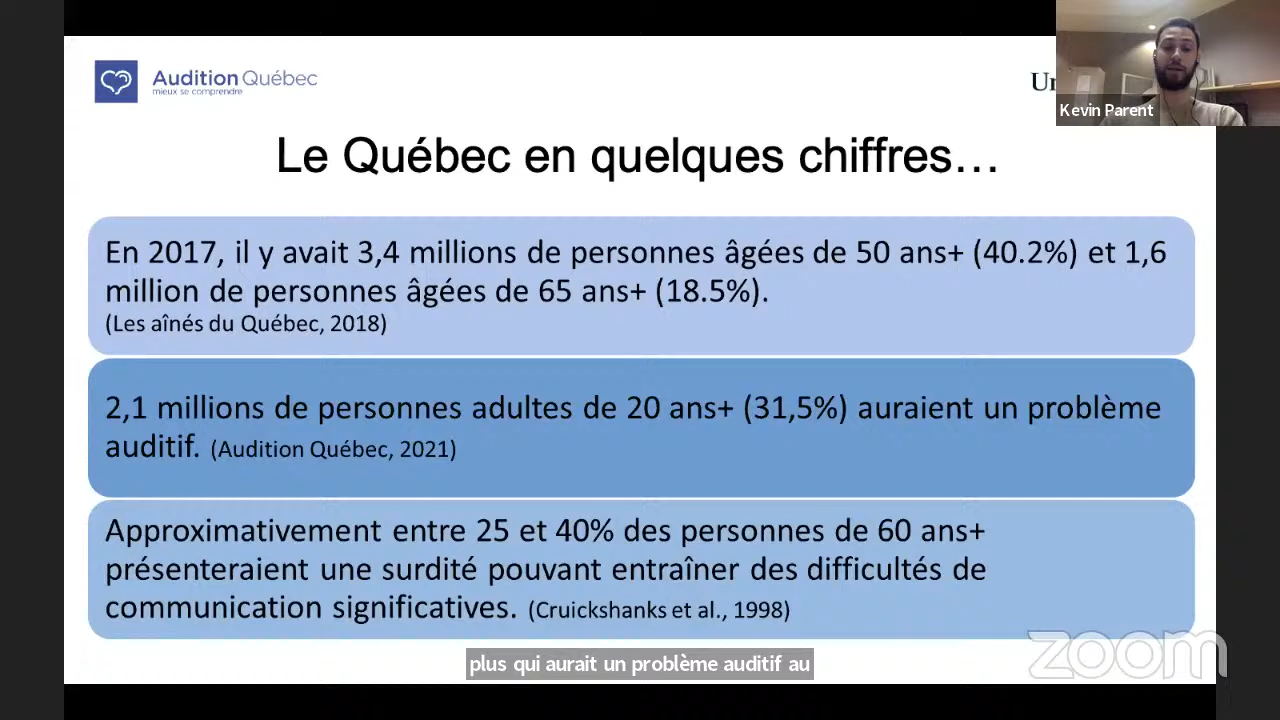 Audition Québec
mieux se comprendre
Kevin Parent
Le Québec en quelques chiffres…
En 2017, il y avait 3,4 millions de personnes âgées de 50 ans+ (40.2%) et 1,6
million de personnes âgées de 65 ans+ (18.5%).
(Les aînés du Québec, 2018)
2,1 millions de personnes adultes de 20 ans+ (31,5%) auraient un problème
auditif. (Audition Québec, 2021)
Approximativement entre 25 et 40% des personnes de 60 ans+
présenteraient une surdité pouvant entraîner des difficultés de
communication significatives. (Cruickshanks et al., 1998)
zoom
plus qui aurait un problème auditif au